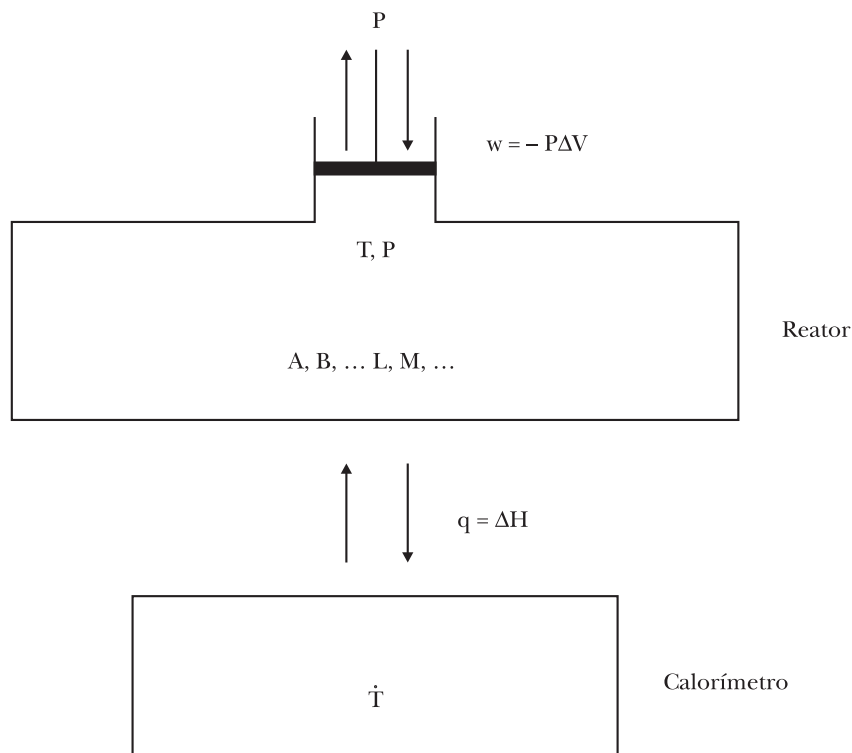 P
w = – PΔV
T, P
Reator
A, B, … L, M, …
q = ΔH
Calorímetro
Ṫ